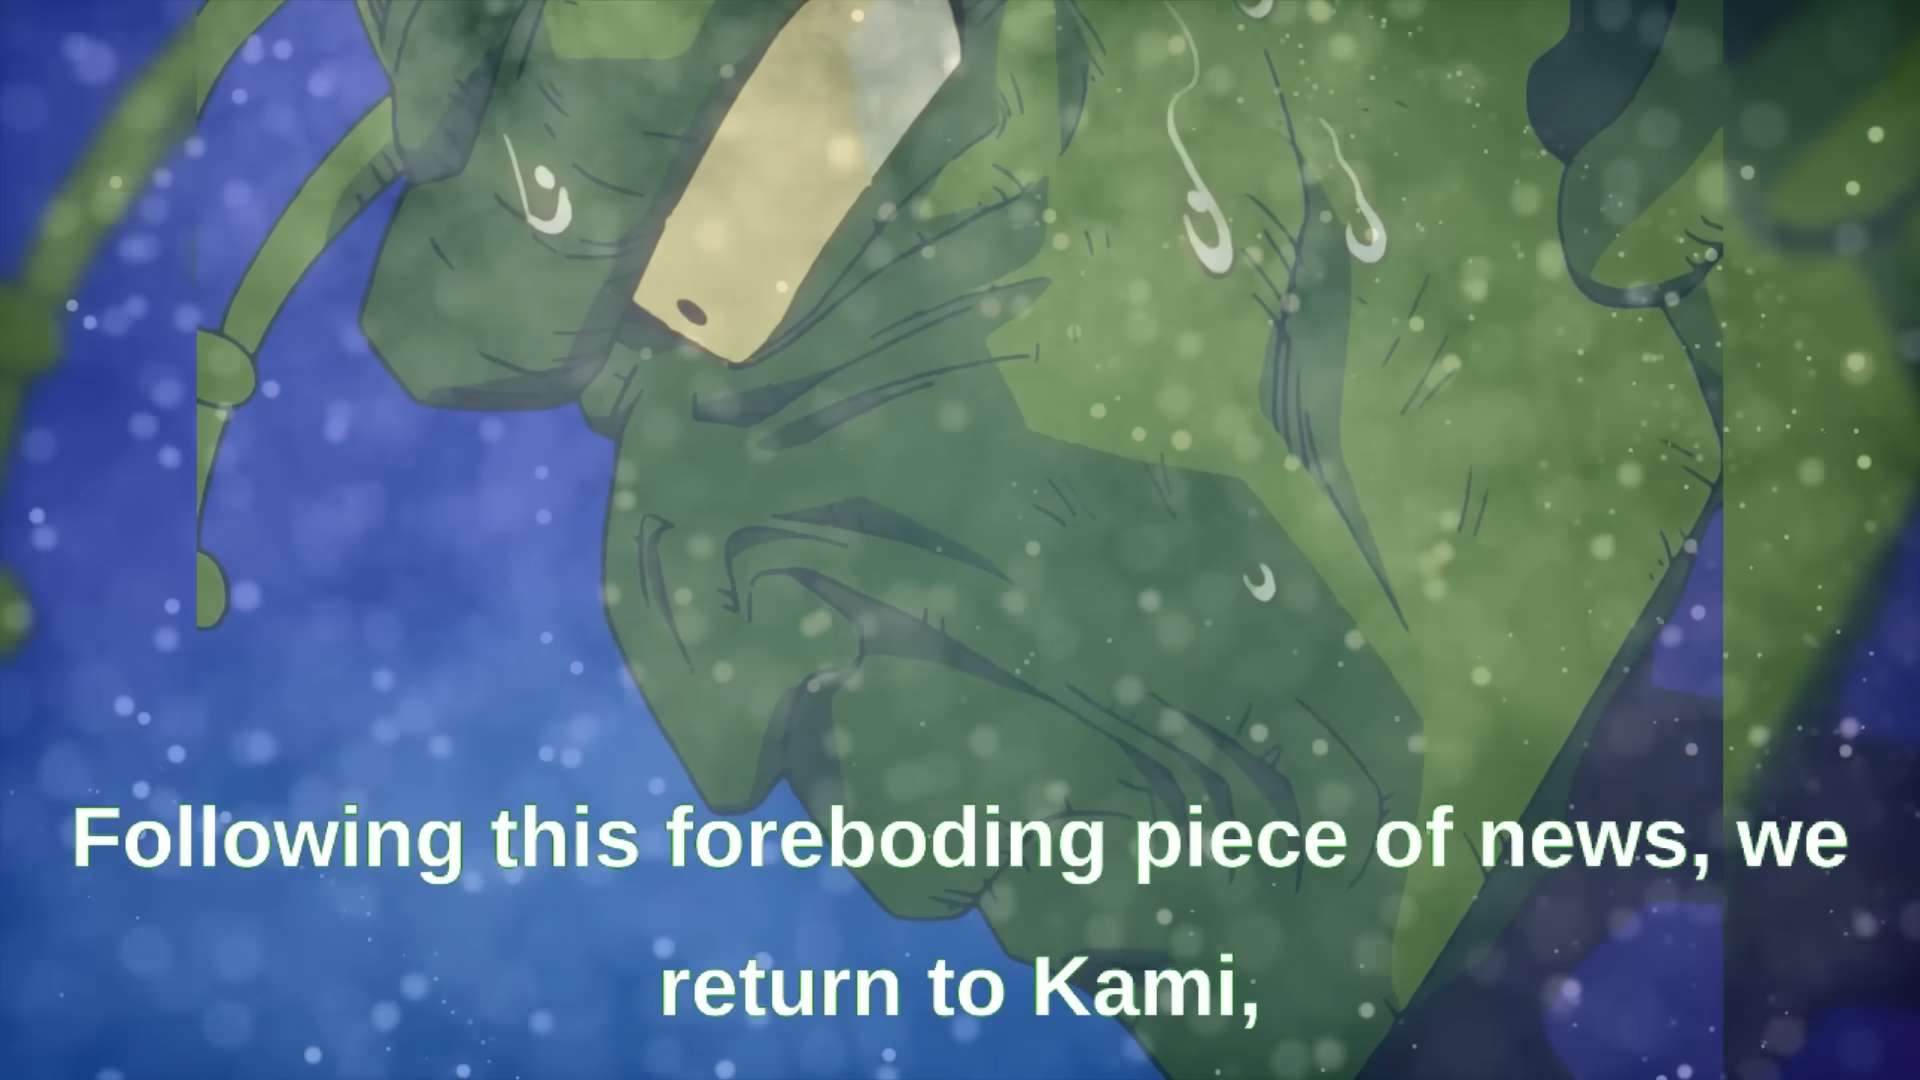 Following this foreboding piece of news, we
return to Kami,